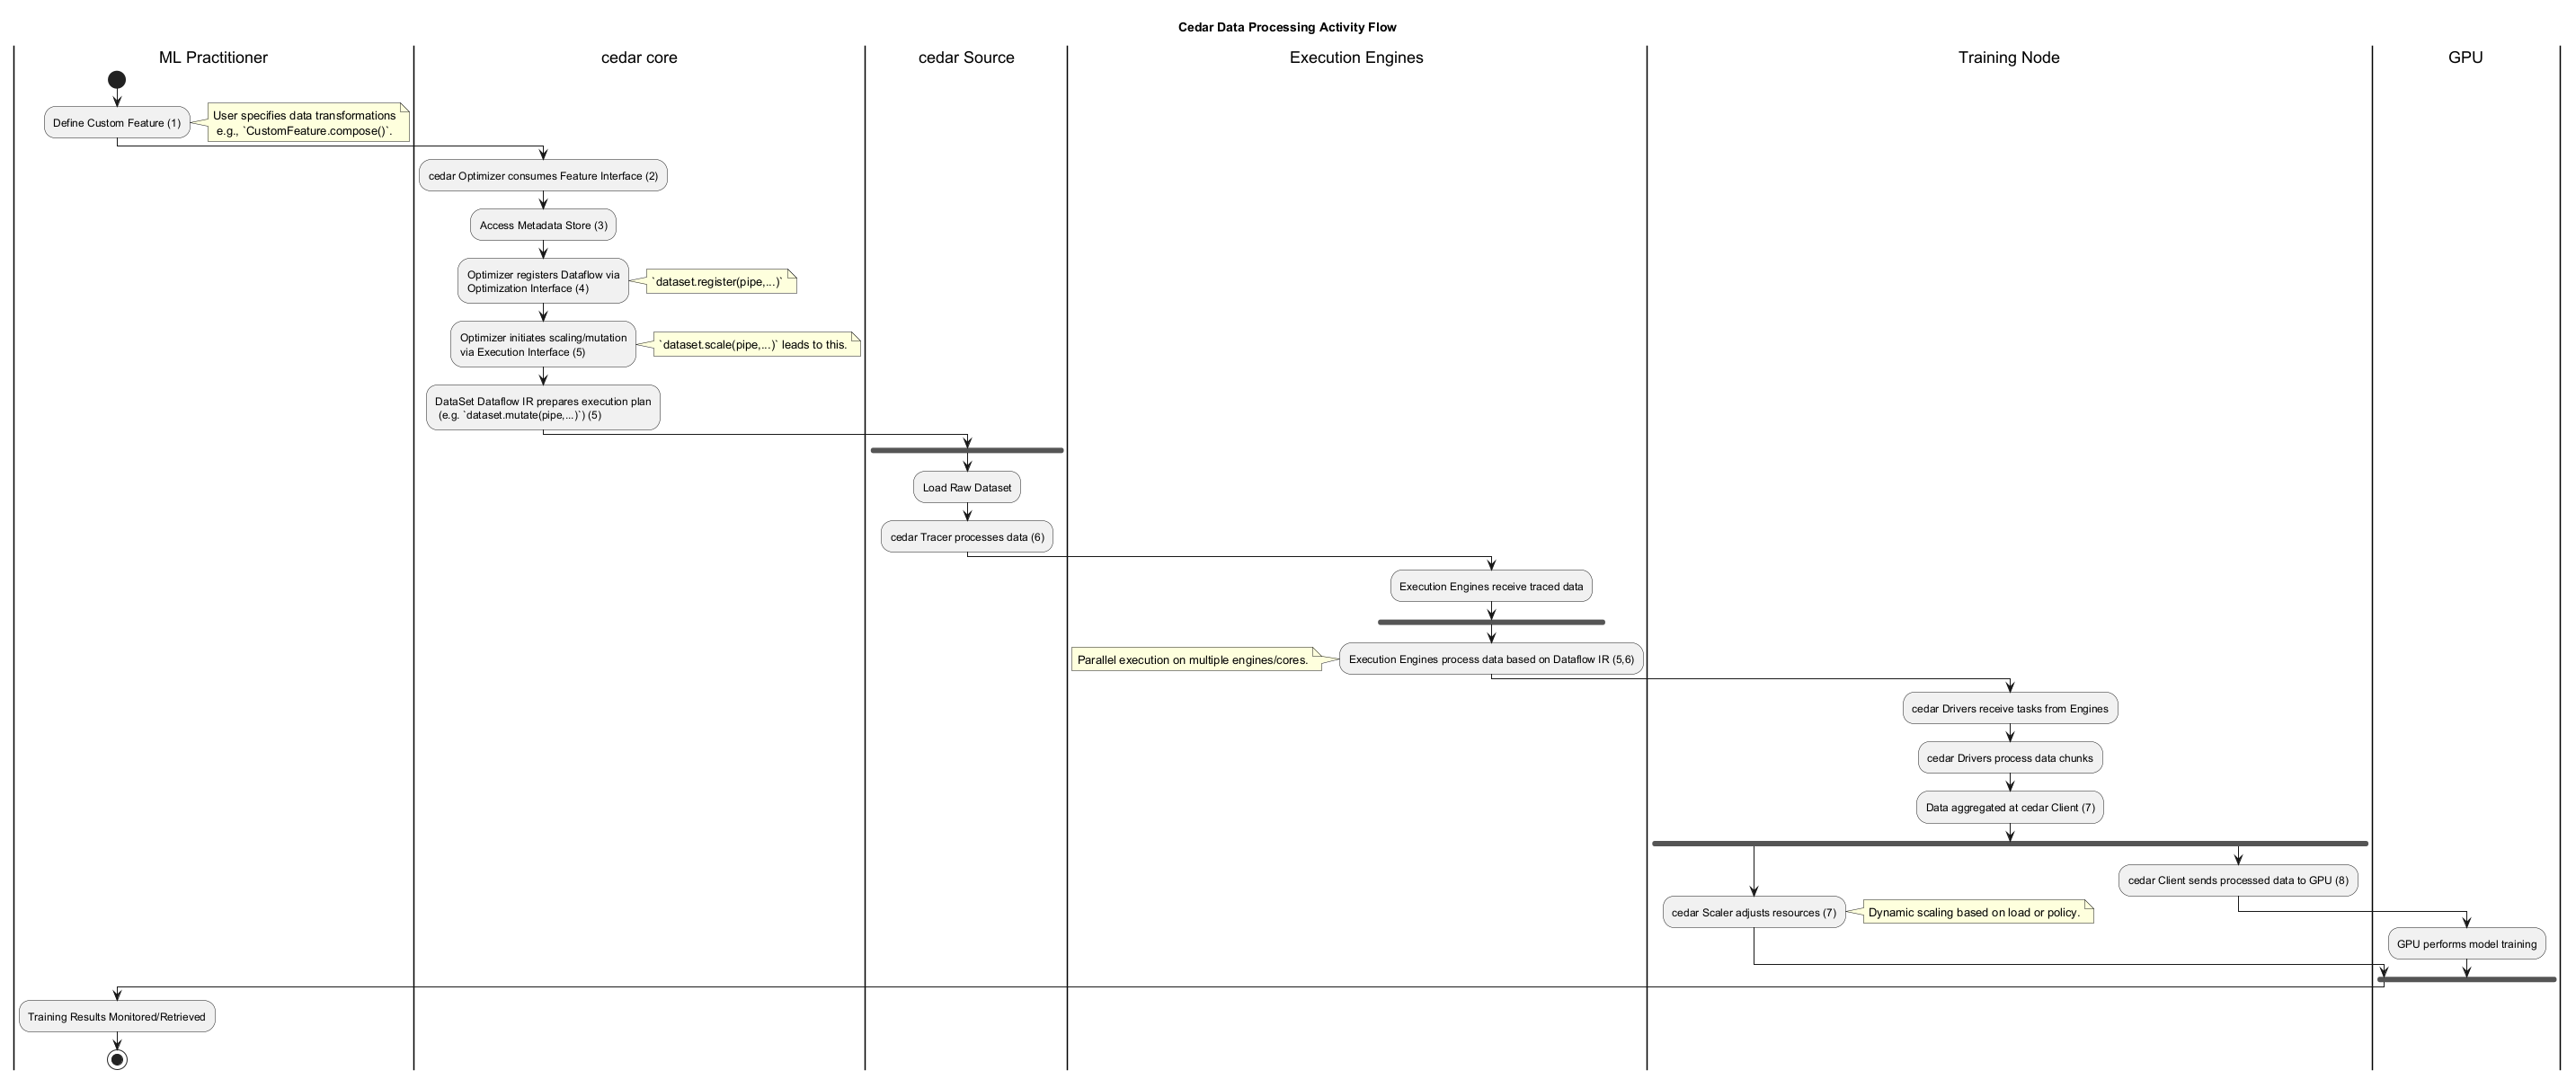 Cedar Data Processing Activity Flow
ML Practitioner
cedar core
cedar Source
Execution Engines
Training Node
GPU
Define Custom Feature (1)
User specifies data transformations
e.g., `CustomFeature.compose()`.
cedar Optimizer consumes Feature Interface (2)
Access Metadata Store (3)
Optimizer registers Dataflow via
Optimization Interface (4)
`dataset.register(pipe,...)`
Optimizer initiates scaling/mutation
via Execution Interface (5)
`dataset.scale(pipe,...)` leads to this.
DataSet Dataflow IR prepares execution plan
(e.g. `dataset.mutate(pipe,...)`) (5)
Load Raw Dataset
cedar Tracer processes data (6)
Execution Engines receive traced data
Parallel execution on multiple engines/cores.
Execution Engines process data based on Dataflow IR (5,6)
cedar Drivers receive tasks from Engines
cedar Drivers process data chunks
Data aggregated at cedar Client (7)
cedar Client sends processed data to GPU (8)
cedar Scaler adjusts resources (7)
Dynamic scaling based on load or policy.
GPU performs model training
Training Results Monitored/Retrieved